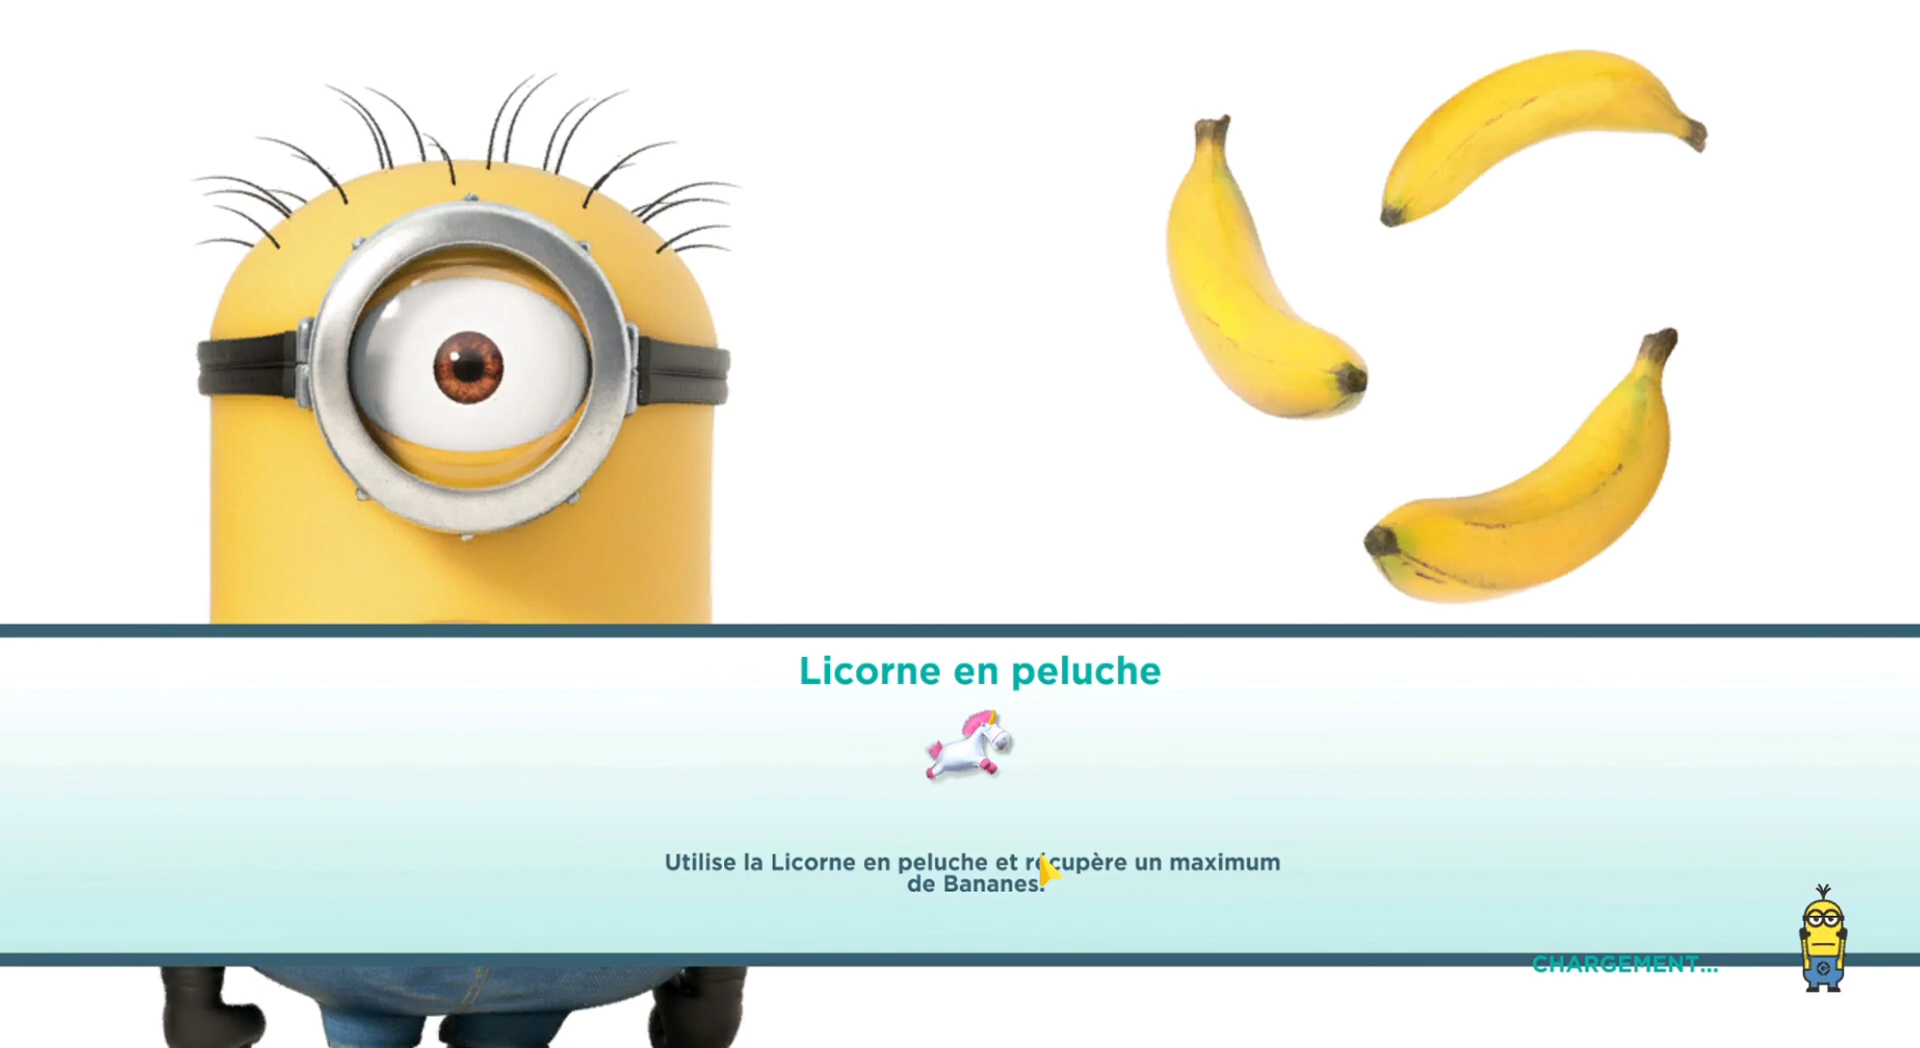 Licorne en peluche
Utilise la Licorne en peluche et récupère un maximum
de Bananes.
CHARGEMENT...